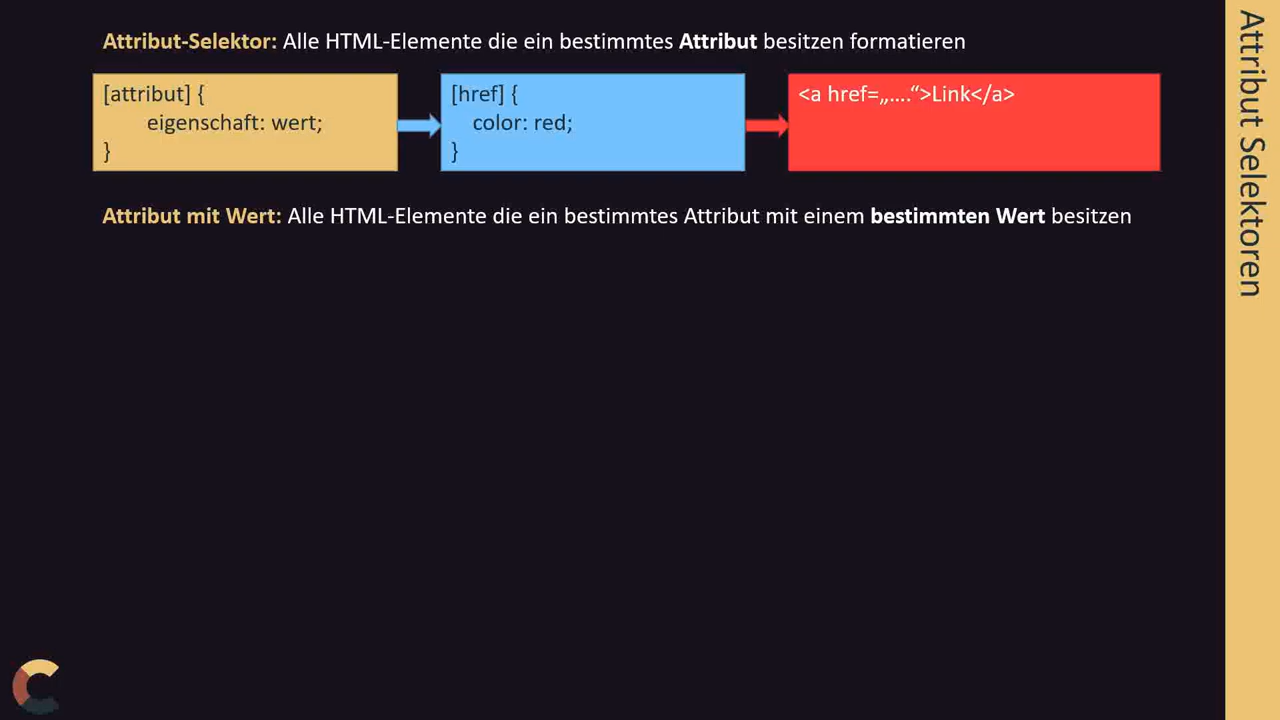 Attribut-Selektor: Alle HTML-Elemente die ein bestimmtes Attribut besitzen formatieren
[attribut] {
eigenschaft: wert;
}
[href] {
color: red;
}
<a href=„....“>Link</a>
Attribut mit Wert: Alle HTML-Elemente die ein bestimmtes Attribut mit einem bestimmten Wert besitzen
Attribut Selektoren